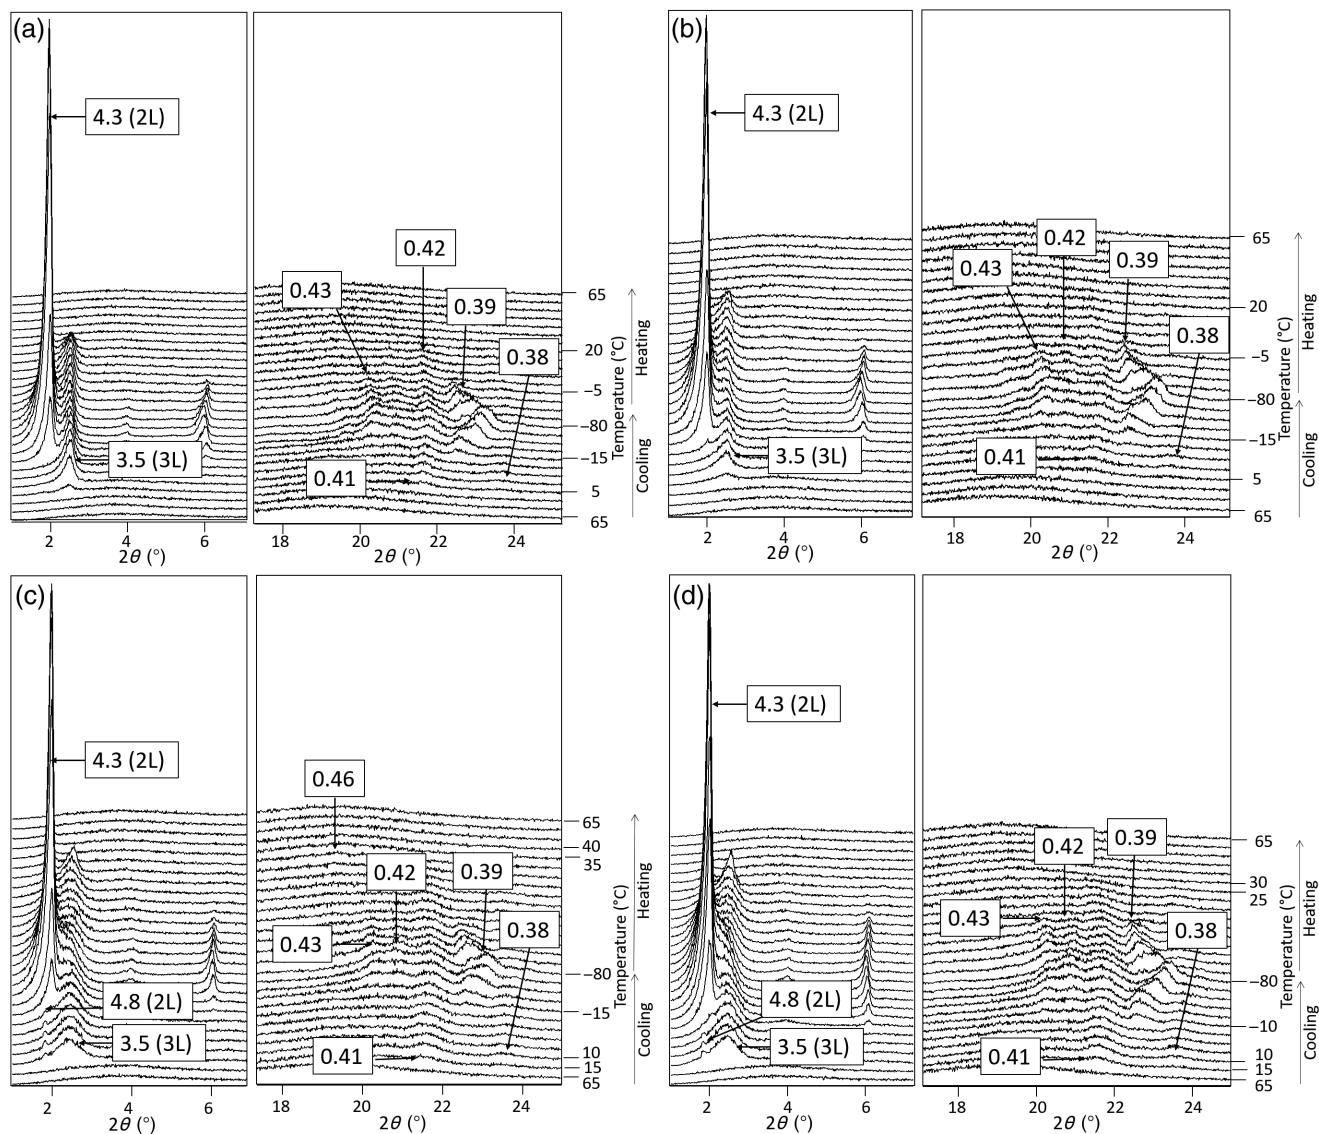 (a)
4.3 (2L)
3.5 (3L)
0.43
0.42
0.39
0.38
0.41
65
20
−5
−80
−15
5
65
Temperature (°C)
Heating
Cooling
2 4 6
2θ (°)
18 20 22 24
2θ (°)
(b)
4.3 (2L)
3.5 (3L)
0.43
0.42
0.39
0.38
0.41
65
20
−5
−80
−15
5
65
Temperature (°C)
Heating
Cooling
2 4 6
2θ (°)
18 20 22 24
2θ (°)
(c)
4.3 (2L)
4.8 (2L)
3.5 (3L)
0.46
0.42
0.39
0.43
0.38
0.41
65
40
35
−80
−15
10
15
65
Temperature (°C)
Heating
Cooling
2 4 6
2θ (°)
18 20 22 24
2θ (°)
(d)
4.3 (2L)
4.8 (2L)
3.5 (3L)
0.42
0.39
0.43
0.38
0.41
65
30
25
−80
−10
10
15
65
Temperature (°C)
Heating
Cooling
2 4 6
2θ (°)
18 20 22 24
2θ (°)